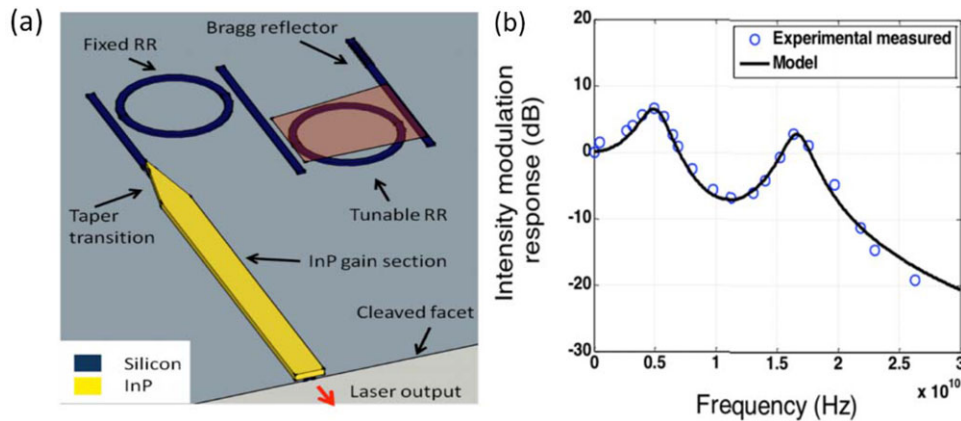 (a)
Fixed RR
Bragg reflector
Taper
transition
Tunable RR
InP gain section
Cleaved facet
Silicon
InP
Laser output
(b)
Intensity modulation
response (dB)
20
10
0
-10
-20
-30
Experimental measured
Model
0 0.5 1 1.5 2 2.5 3
x 10¹⁰
Frequency (Hz)